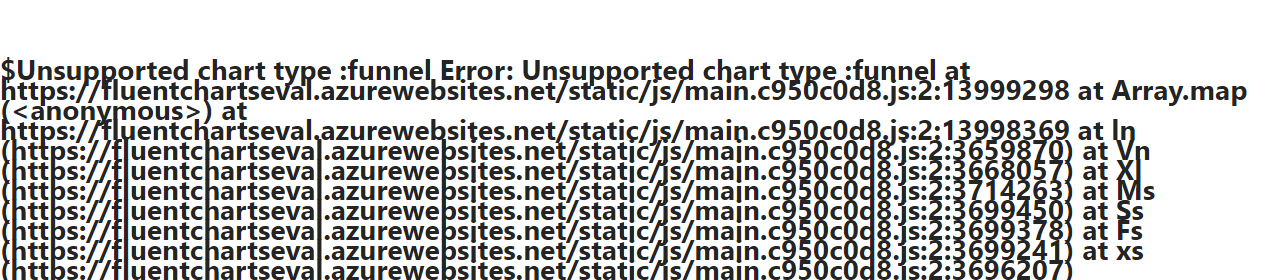 $Unsupported chart type :funnel Error: Unsupported chart type :funnel at
https://fluentchartseval.azurewebsites.net/static/js/main.c950c0d8.js:2:13999298 at Array.map
(<anonymous>) at
https://fluentchartseval.azurewebsites.net/static/js/main.c950c0d8.js:2:13998369 at ln
(https://fluentchartseval.azurewebsites.net/static/js/main.c950c0d8.js:2:3659870) at Vn
(https://fluentchartseval.azurewebsites.net/static/js/main.c950c0d8.js:2:3668057) at Xl
(https://fluentchartseval.azurewebsites.net/static/js/main.c950c0d8.js:2:3714263) at Ms
(https://fluentchartseval.azurewebsites.net/static/js/main.c950c0d8.js:2:3699450) at Ss
(https://fluentchartseval.azurewebsites.net/static/js/main.c950c0d8.js:2:3699378) at Fs
(https://fluentchartseval.azurewebsites.net/static/js/main.c950c0d8.js:2:3699241) at xs
(https://fluentchartseval.azurewebsites.net/static/js/main.c950c0d8.js:2:3696207)